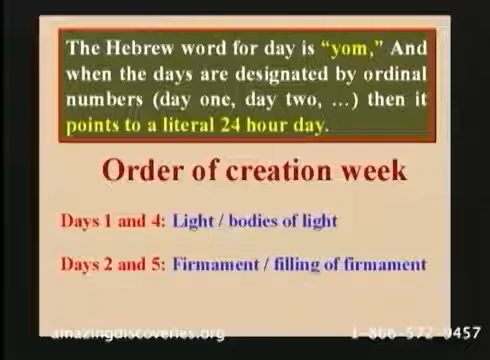 The Hebrew word for day is “yom,” And
when the days are designated by ordinal
numbers (day one, day two, ...) then it
points to a literal 24 hour day.
Order of creation week
Days 1 and 4: Light / bodies of light
Days 2 and 5: Firmament / filling of firmament
amazingdiscoveries.org 1-866-572-9457